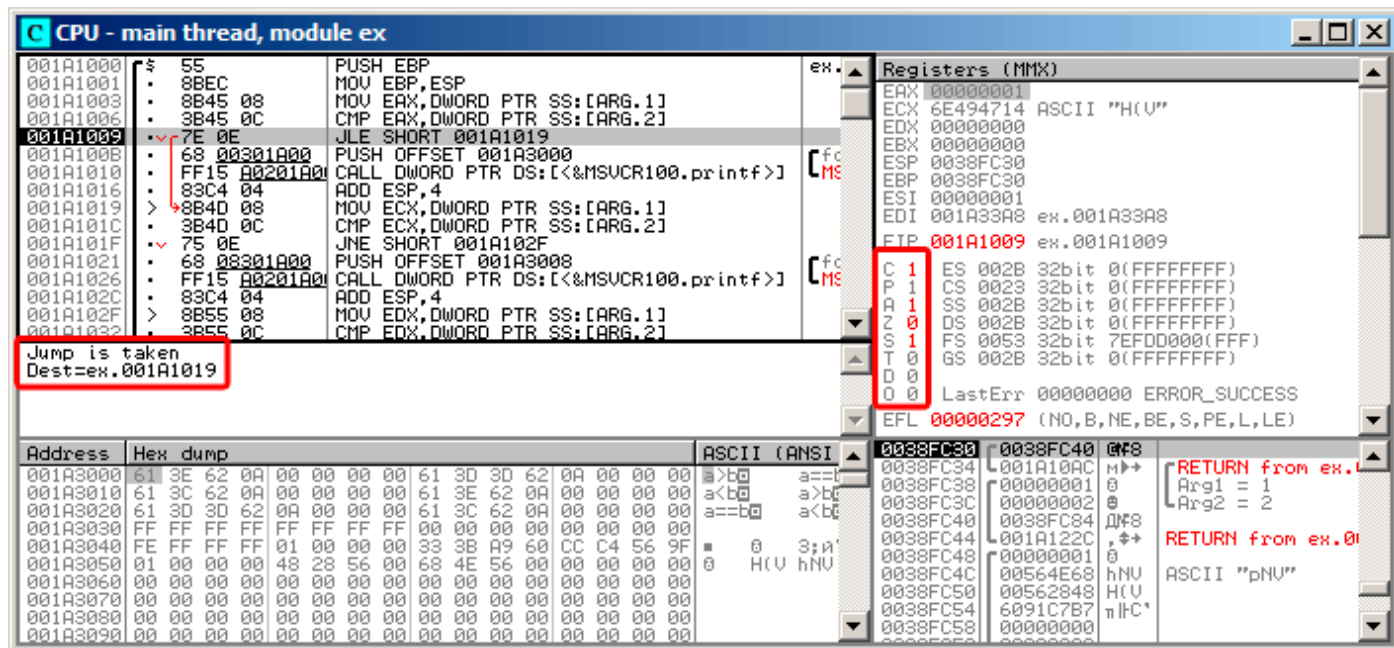 C CPU - main thread, module ex
001A1000 $ 55 PUSH EBP ex.
001A1001 . 8BEC MOV EBP,ESP
001A1003 . 8B45 08 MOV EAX,DWORD PTR SS:[ARG.1]
001A1006 . 3B45 0C CMP EAX,DWORD PTR SS:[ARG.2]
001A1009 . 7E 0E JLE SHORT 001A1019
001A100B . 68 00301A00 PUSH OFFSET 001A3000
001A1010 . FF15 A0201A0 CALL DWORD PTR DS:[<&MSVCR100.printf>] MS
001A1016 . 83C4 04 ADD ESP,4
001A1019 > 8B4D 08 MOV ECX,DWORD PTR SS:[ARG.1]
001A101C . 3B4D 0C CMP ECX,DWORD PTR SS:[ARG.2]
001A101F . 75 0E JNE SHORT 001A102F
001A1021 . 68 08301A00 PUSH OFFSET 001A3008
001A1026 . FF15 A0201A0 CALL DWORD PTR DS:[<&MSVCR100.printf>] MS
001A102C . 83C4 04 ADD ESP,4
001A102F > 8B55 08 MOV EDX,DWORD PTR SS:[ARG.1]
001A1032 . 3B55 0C CMP EDX,DWORD PTR SS:[ARG.2]
Jump is taken
Dest=ex.001A1019
Registers (MMX)
EAX 00000001
ECX 6E494714 ASCII "H(V"
EDX 00000000
EBX 00000000
ESP 0038FC30
EBP 0038FC30
ESI 00000001
EDI 001A33A8 ex.001A33A8
EIP 001A1009 ex.001A1009
C 1 ES 002B 32bit 0(FFFFFFFF)
P 1 CS 0023 32bit 0(FFFFFFFF)
A 1 SS 002B 32bit 0(FFFFFFFF)
Z 0 DS 002B 32bit 0(FFFFFFFF)
S 1 FS 0053 32bit 7EFDD000(FFF)
T 0 GS 002B 32bit 0(FFFFFFFF)
D 0
O 0 LastErr 00000000 ERROR_SUCCESS
EFL 00000297 (NO,B,NE,BE,S,PE,L,LE)
Address Hex dump ASCII (ANSI
001A3000 61 3E 62 0A 00 00 00 00 61 3D 3D 62 0A 00 00 00 a>b a==b
001A3010 61 3C 62 0A 00 00 00 00 61 3E 62 0A 00 00 00 00 a<b a>b
001A3020 61 3D 3D 62 0A 00 00 00 61 3C 62 0A 00 00 00 00 a==b a<b
001A3030 FF FF FF FF FF FF FF FF 00 00 00 00 00 00 00 00
001A3040 FE FF FF FF 01 00 00 00 33 3B A9 60 CC C4 56 9F
001A3050 01 00 00 00 48 28 56 00 68 4E 56 00 00 00 00 00 H(V hNV
001A3060 00 00 00 00 00 00 00 00 00 00 00 00 00 00 00 00
001A3070 00 00 00 00 00 00 00 00 00 00 00 00 00 00 00 00
001A3080 00 00 00 00 00 00 00 00 00 00 00 00 00 00 00 00
001A3090 00 00 00 00 00 00 00 00 00 00 00 00 00 00 00 00
0038FC30 0038FC40
0038FC34 001A10AC RETURN from ex.
0038FC38 00000001 Arg1 = 1
0038FC3C 00000002 Arg2 = 2
0038FC40 0038FC84
0038FC44 001A122C RETURN from ex.0
0038FC48 00000001
0038FC4C 00564E68 hNV ASCII "pNV"
0038FC50 00562848 H(V
0038FC54 6091C7B7
0038FC58 00000000